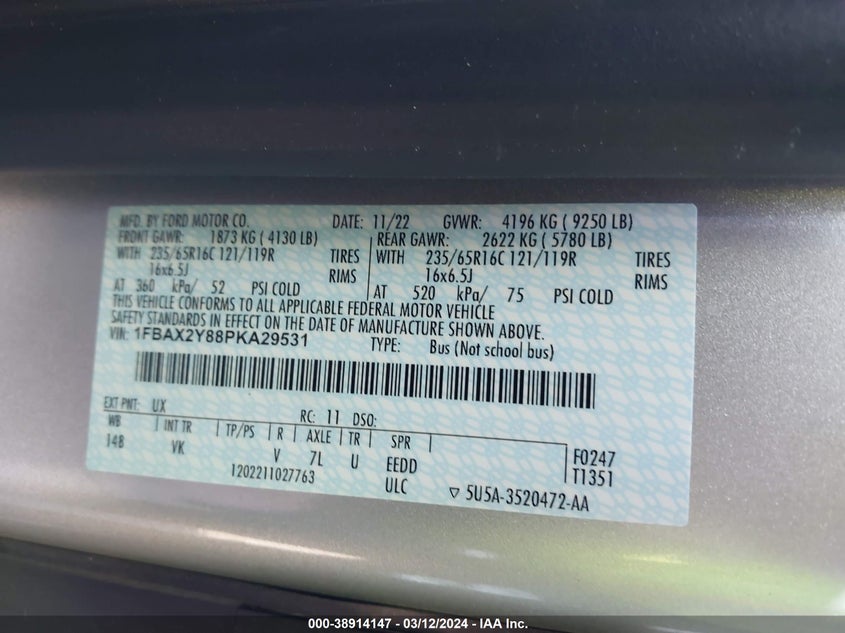 MFD. BY FORD MOTOR CO. DATE: 11/22 GVWR: 4196 KG ( 9250 LB)
FRONT GAWR: 1873 KG ( 4130 LB) REAR GAWR: 2622 KG ( 5780 LB)
WITH 235/65R16C 121/119R TIRES WITH 235/65R16C 121/119R TIRES
16x6.5J RIMS 16x6.5J RIMS
AT 360 kPa/ 52 PSI COLD AT 520 kPa/ 75 PSI COLD
THIS VEHICLE CONFORMS TO ALL APPLICABLE FEDERAL MOTOR VEHICLE
SAFETY STANDARDS IN EFFECT ON THE DATE OF MANUFACTURE SHOWN ABOVE.
VIN: 1FBAX2Y88PKA29531 TYPE: Bus (Not school bus)
EXT PNT: UX RC: 11 DSO:
WB INT TR TP/PS R AXLE TR SPR
148 VK V 7L U EEDD F0247
1202211027763 ULC T1351
▽ 5U5A-3520472-AA
000-38914147 - 03/12/2024 - IAA Inc.